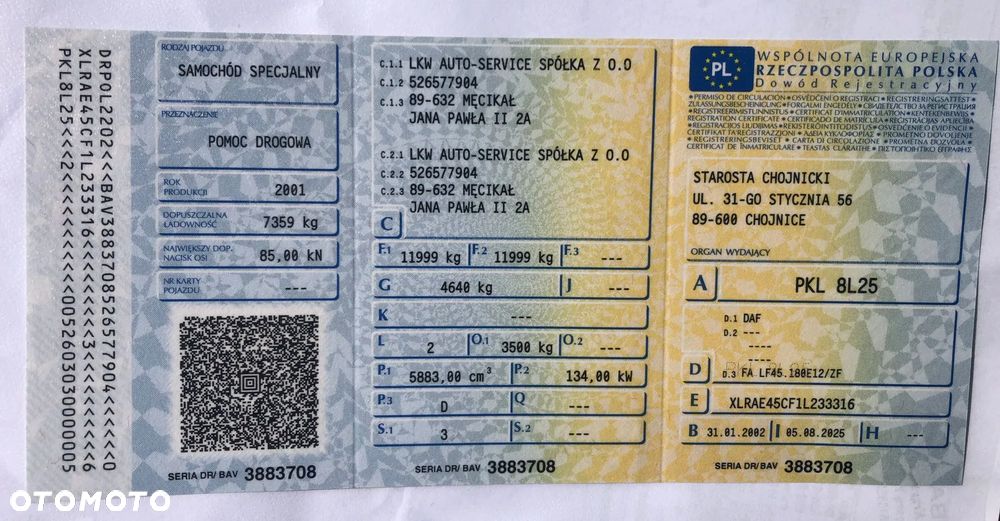 DRPOL2202<<BAV3883708526577904<<<<<0
XLRAE45CF1L233316<<<<<<<<<3<<<<<<<<6
RODZAJ POJAZDU
SAMOCHÓD SPECJALNY
PRZEZNACZENIE
POMOC DROGOWA
ROK PRODUKCJI 2001
DOPUSZCZALNA ŁADOWNOŚĆ 7359 kg
NAJWIĘKSZY DOP. NACISK OSI 85,00 kN
NR KARTY POJAZDU ---
SERIA DR/ BAV 3883708
C.1.1 LKW AUTO-SERVICE SPÓŁKA Z O.O
C.1.2 526577904
C.1.3 89-632 MĘCIKAŁ
JANA PAWŁA II 2A
C.2.1 LKW AUTO-SERVICE SPÓŁKA Z O.O
C.2.2 526577904
C.2.3 89-632 MĘCIKAŁ
JANA PAWŁA II 2A
C
F.1 11999 kg F.2 11999 kg F.3 ---
G 4640 kg J ---
K ---
L 2 O.1 3500 kg O.2 ---
P.1 5883,00 cm³ P.2 134,00 kW
P.3 D Q ---
S.1 3 S.2 ---
SERIA DR/ BAV 3883708
PL
WSPÓLNOTA EUROPEJSKA
RZECZPOSPOLITA POLSKA
Dowód Rejestracyjny
STAROSTA CHOJNICKI
UL. 31-GO STYCZNIA 56
89-600 CHOJNICE
ORGAN WYDAJĄCY
A PKL 8L25
D.1 DAF
D.2 ---
----
----
D D.3 FA LF45.180E12/ZF
E XLRAE45CF1L233316
B 31.01.2002 I 05.08.2025 H ---
SERIA DR/ BAV 3883708
OTOMOTO